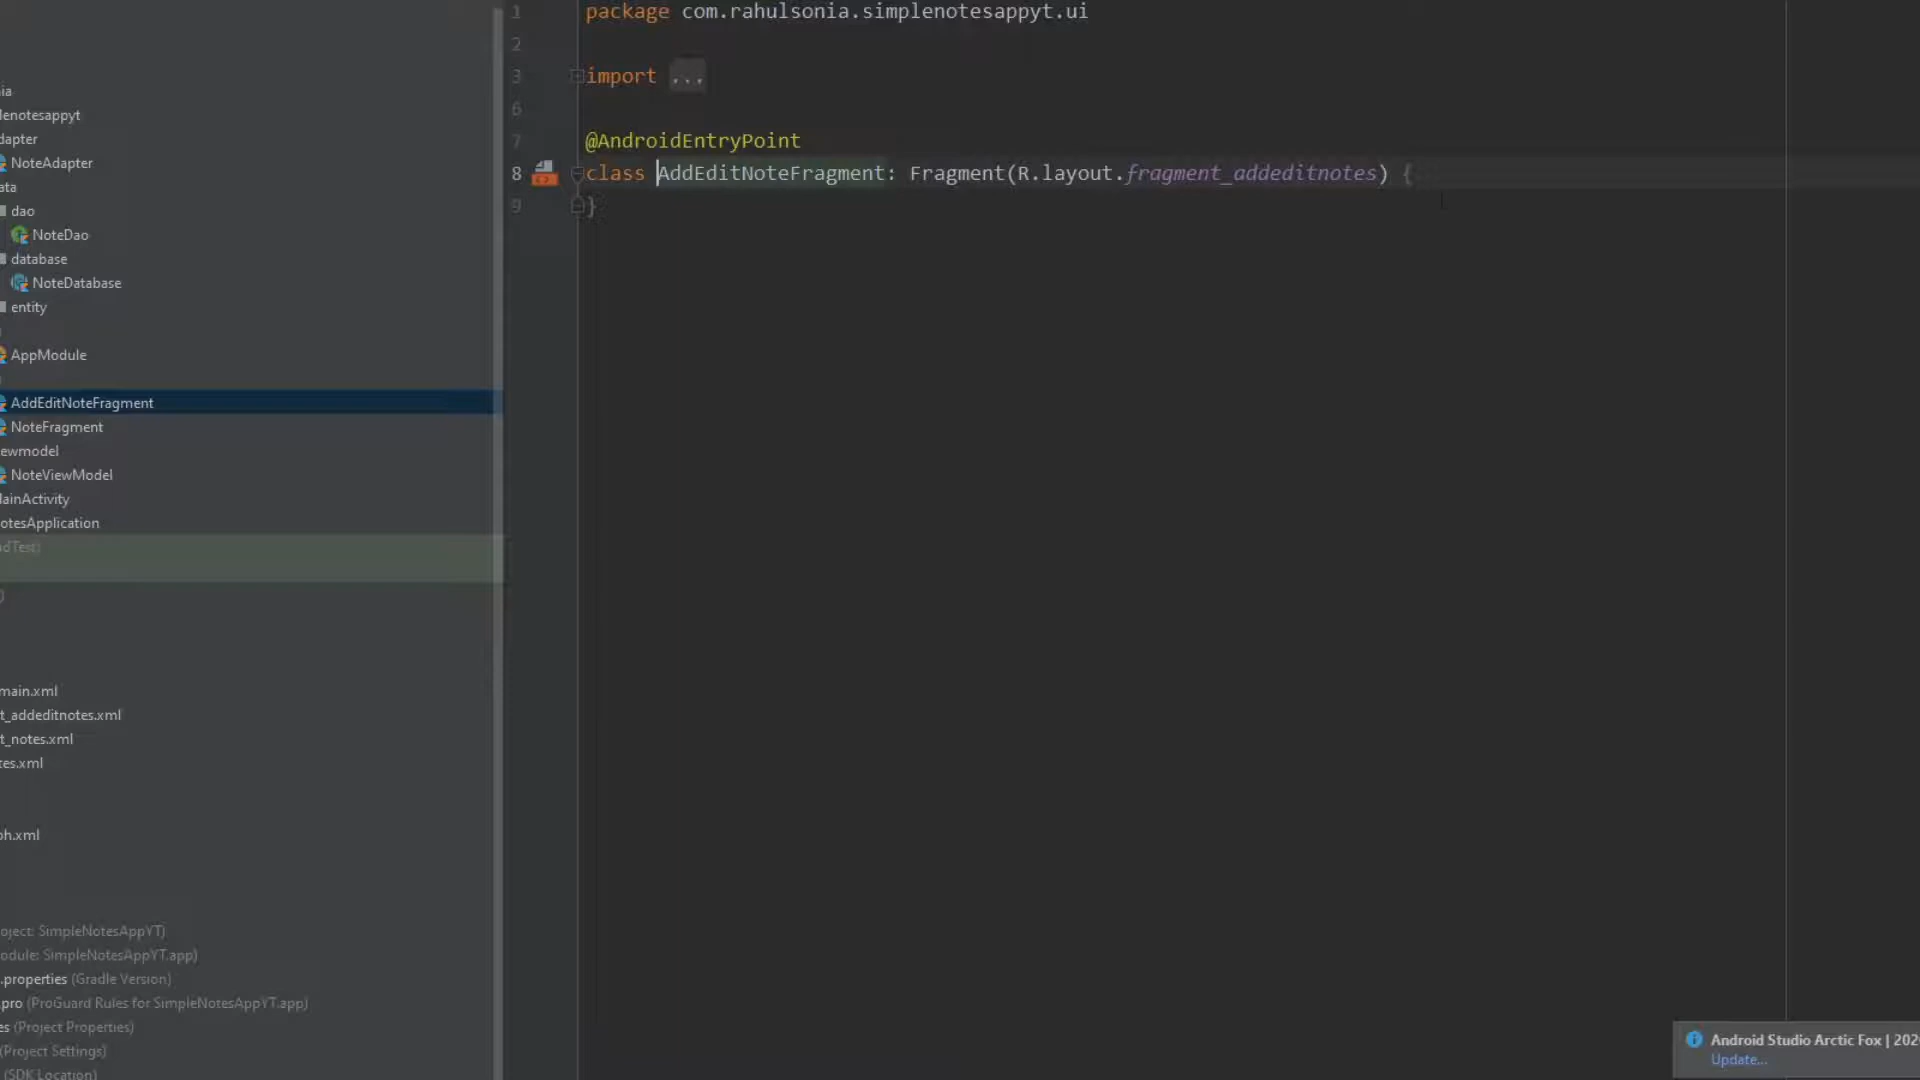 ia
lenotesappyt
dapter
NoteAdapter
ata
dao
NoteDao
database
NoteDatabase
entity
AppModule
AddEditNoteFragment
NoteFragment
ewmodel
NoteViewModel
MainActivity
otesApplication
idTest)
)
main.xml
t_addeditnotes.xml
t_notes.xml
tes.xml
ph.xml
oject: SimpleNotesAppYT)
odule: SimpleNotesAppYT.app)
.properties (Gradle Version)
.pro (ProGuard Rules for SimpleNotesAppYT.app)
es (Project Properties)
(Project Settings)
(SDK Location)
1 package com.rahulsonia.simplenotesappyt.ui
2
3 import ...
6
7 @AndroidEntryPoint
8 class AddEditNoteFragment: Fragment(R.layout.fragment_addeditnotes) {
9 }
Android Studio Arctic Fox | 202
Update...